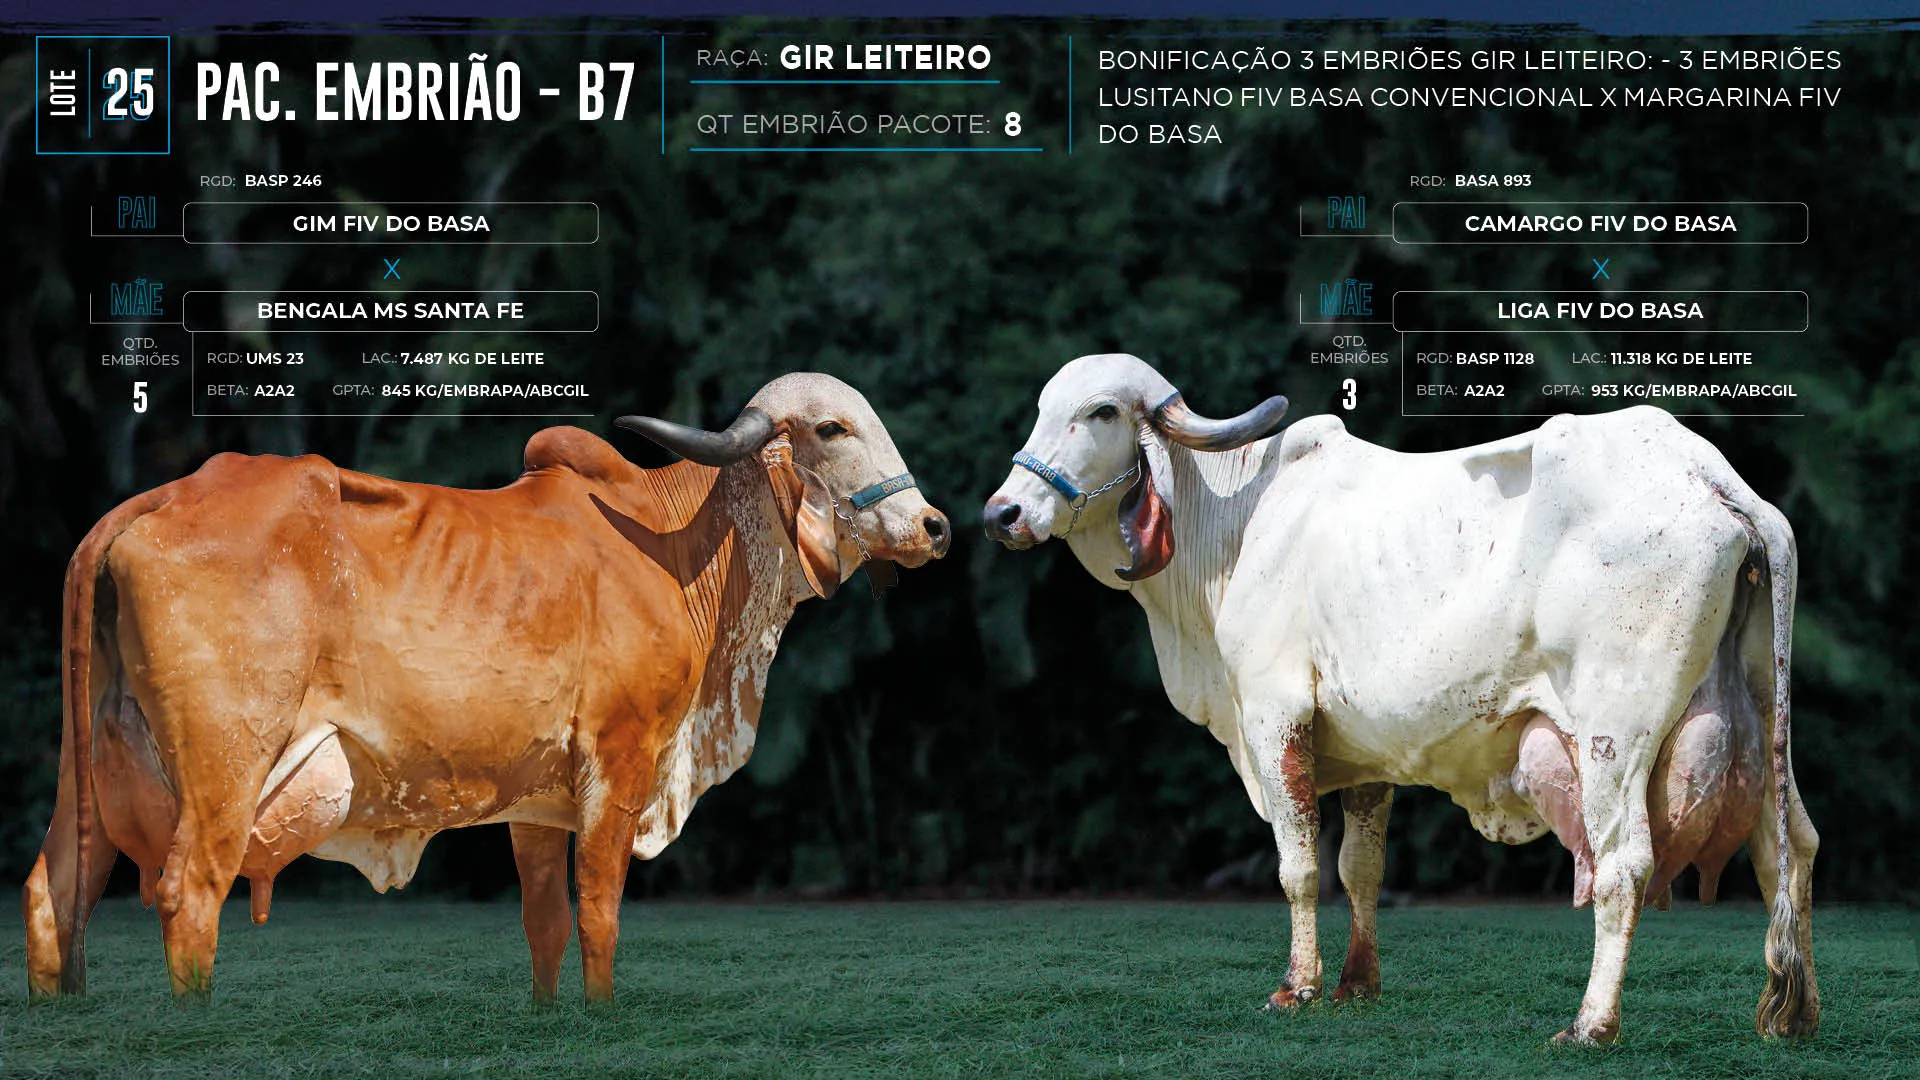 LOTE
25
PAC. EMBRIÃO - B7
RAÇA: GIR LEITEIRO
QT EMBRIÃO PACOTE: 8
BONIFICAÇÃO 3 EMBRIÕES GIR LEITEIRO: - 3 EMBRIÕES
LUSITANO FIV BASA CONVENCIONAL X MARGARINA FIV
DO BASA
RGD: BASP 246
PAI
GIM FIV DO BASA
X
MÃE
BENGALA MS SANTA FE
QTD.
EMBRIÕES
5
RGD: UMS 23 LAC.: 7.487 KG DE LEITE
BETA: A2A2 GPTA: 845 KG/EMBRAPA/ABCGIL
RGD: BASA 893
PAI
CAMARGO FIV DO BASA
X
MÃE
LIGA FIV DO BASA
QTD.
EMBRIÕES
3
RGD: BASP 1128 LAC.: 11.318 KG DE LEITE
BETA: A2A2 GPTA: 953 KG/EMBRAPA/ABCGIL